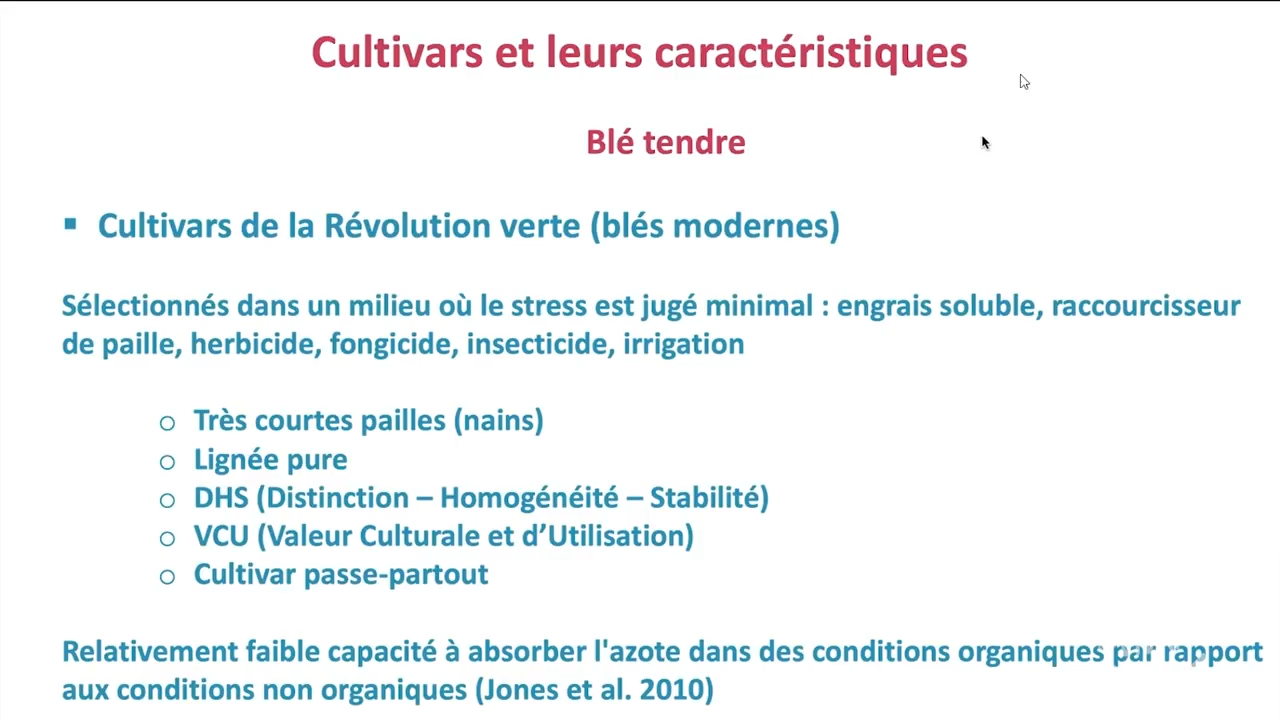 Cultivars et leurs caractéristiques
Blé tendre
▪ Cultivars de la Révolution verte (blés modernes)
Sélectionnés dans un milieu où le stress est jugé minimal : engrais soluble, raccourcisseur
de paille, herbicide, fongicide, insecticide, irrigation
o Très courtes pailles (nains)
o Lignée pure
o DHS (Distinction – Homogénéité – Stabilité)
o VCU (Valeur Culturale et d’Utilisation)
o Cultivar passe-partout
Relativement faible capacité à absorber l'azote dans des conditions organiques par rapport
aux conditions non organiques (Jones et al. 2010)